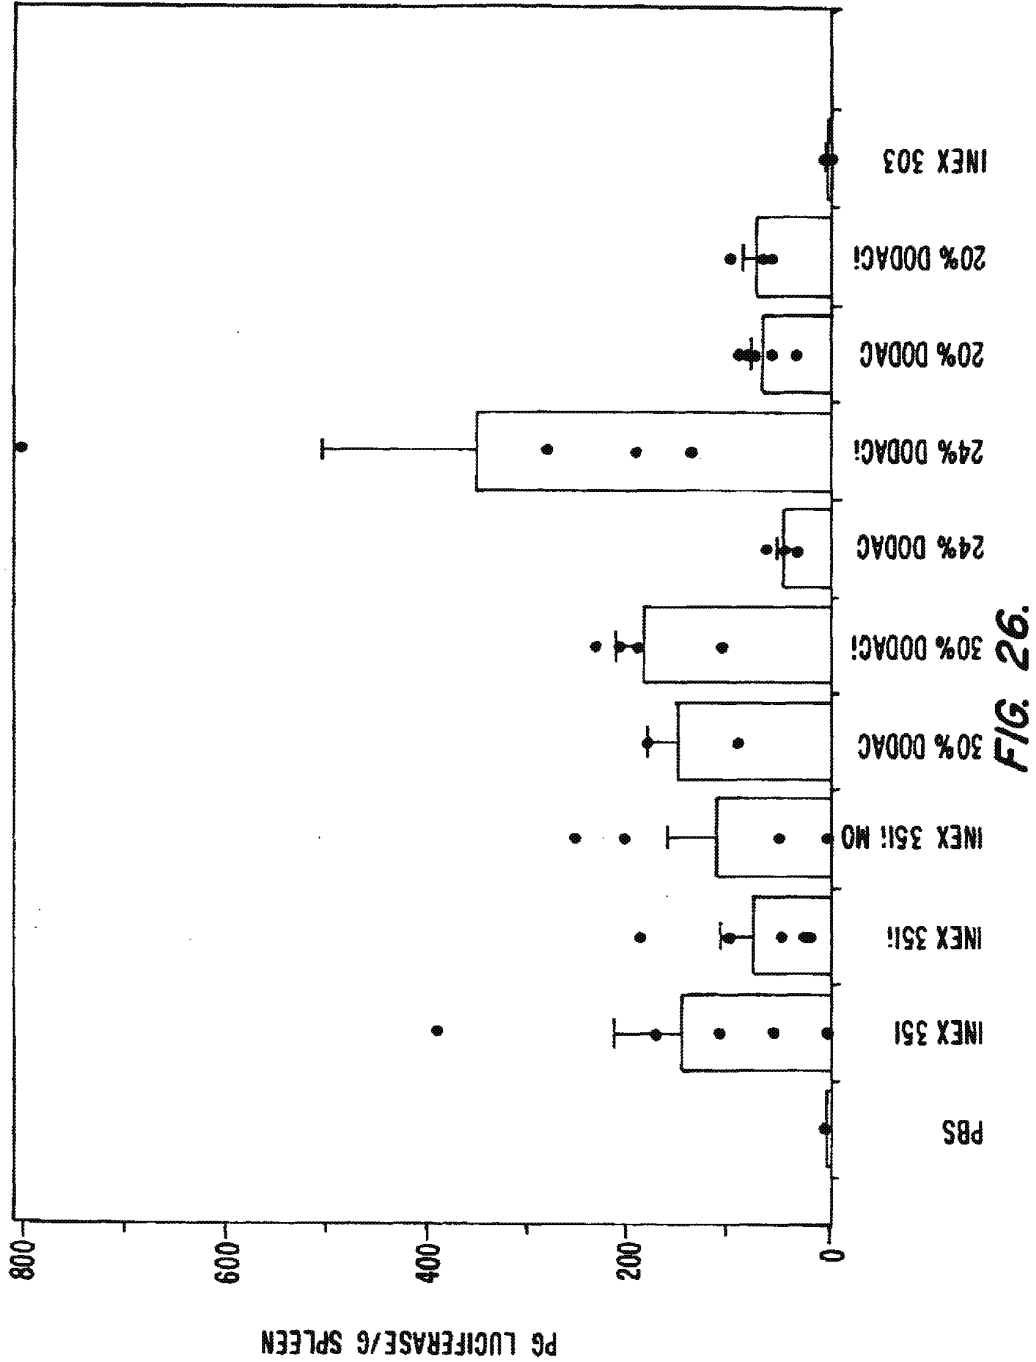 PG LUCIFERASE/G SPLEEN
800
600
400
200
0
PBS
INEX 351
INEX 351i
INEX 351i MO
30% DODAC
30% DODACi
24% DODAC
24% DODACi
20% DODAC
20% DODACi
INEX 303
FIG. 26.